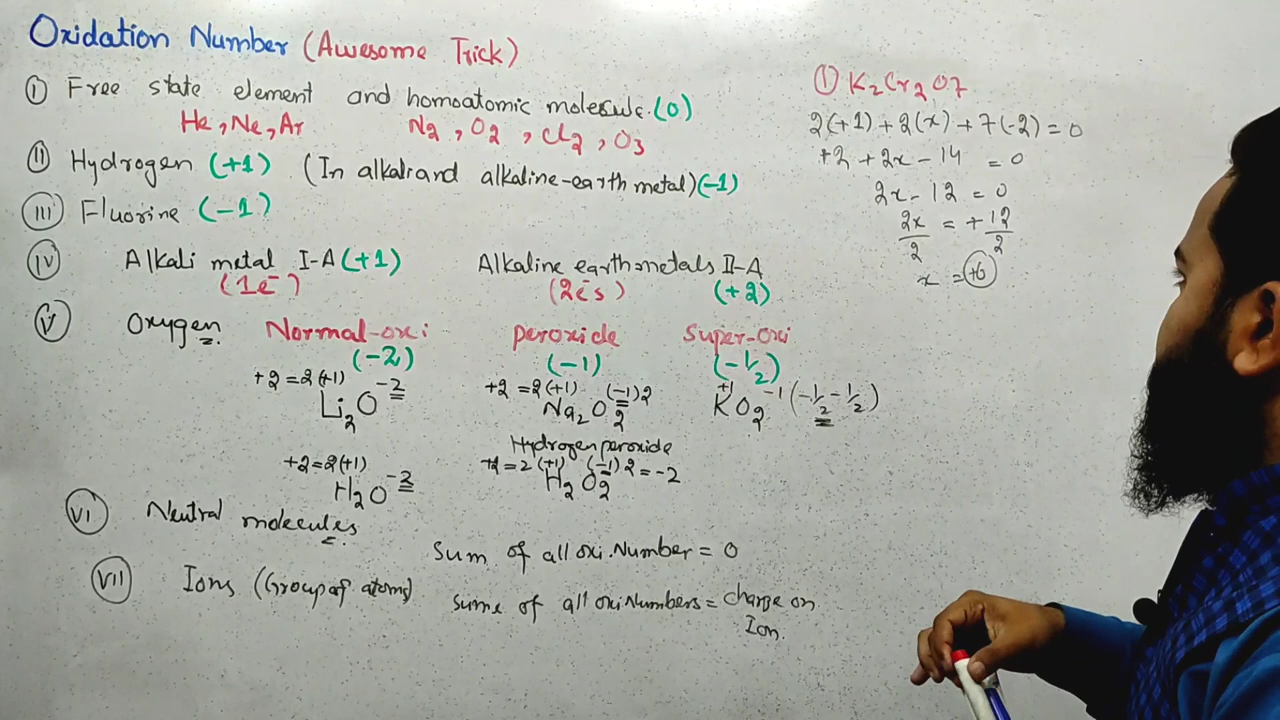 Oxidation Number (Awesome Trick)
(i) Free state element and homoatomic molecule. (0)
He, Ne, Ar N2, O2, Cl2, O3
(ii) Hydrogen (+1) (In alkali and alkaline-earth metal) (-1)
(iii) Fluorine (-1)
(iv) Alkali metal I-A (+1) Alkaline earth metals II-A
(1e-) (2e-s) (+2)
(v) Oxygen Normal-oxi peroxide Super-oxi
(-2) (-1) (-1/2)
+2=2(+1) -2 +2=2(+1) (-1)2 +1 -1 (-1/2-1/2)
Li2O Na2O2 KO2
Hydrogen peroxide
+2=2(+1) -2 +2=2(+1) (-1)2=-2
H2O H2O2
(vi) Neutral molecules
Sum of all oxi.Number = 0
(vii) Ions (Group of atoms) Sume of all oxi Numbers = charge on
Ion.
(1) K2Cr2O7
2(+1)+2(x)+7(-2)=0
+2+2x-14 = 0
2x-12=0
2x/2 = +12/2
x = +6